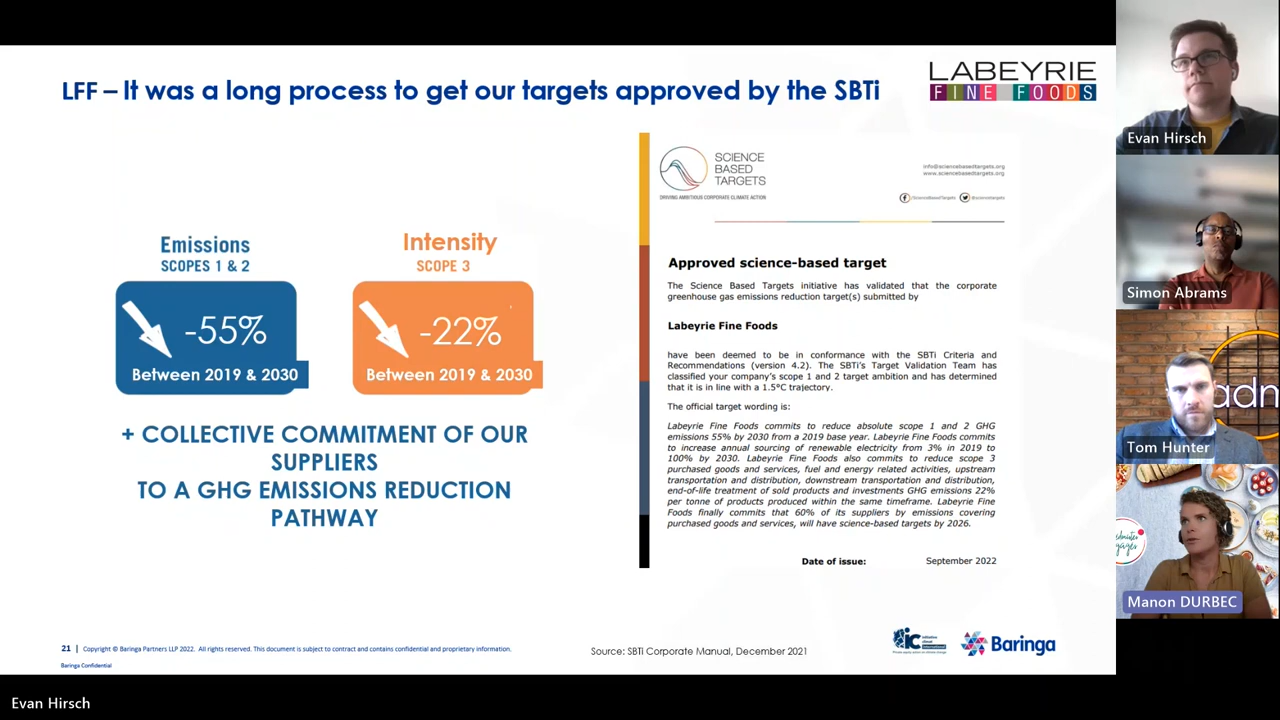 LFF – It was a long process to get our targets approved by the SBTi
LABEYRIE
FINE FOODS
Emissions
SCOPES 1 & 2
-55%
Between 2019 & 2030
Intensity
SCOPE 3
-22%
Between 2019 & 2030
+ COLLECTIVE COMMITMENT OF OUR
SUPPLIERS
TO A GHG EMISSIONS REDUCTION
PATHWAY
SCIENCE
BASED
TARGETS
DRIVING AMBITIOUS CORPORATE CLIMATE ACTION
info@sciencebasedtargets.org
www.sciencebasedtargets.org
/ScienceBasedTargets @sciencetargets
Approved science-based target
The Science Based Targets initiative has validated that the corporate
greenhouse gas emissions reduction target(s) submitted by
Labeyrie Fine Foods
have been deemed to be in conformance with the SBTi Criteria and
Recommendations (version 4.2). The SBTi's Target Validation Team has
classified your company's scope 1 and 2 target ambition and has determined
that it is in line with a 1.5°C trajectory.
The official target wording is:
Labeyrie Fine Foods commits to reduce absolute scope 1 and 2 GHG
emissions 55% by 2030 from a 2019 base year. Labeyrie Fine Foods commits
to increase annual sourcing of renewable electricity from 3% in 2019 to
100% by 2030. Labeyrie Fine Foods also commits to reduce scope 3
purchased goods and services, fuel and energy related activities, upstream
transportation and distribution, downstream transportation and distribution,
end-of-life treatment of sold products and investments GHG emissions 22%
per tonne of products produced within the same timeframe. Labeyrie Fine
Foods finally commits that 60% of its suppliers by emissions covering
purchased goods and services, will have science-based targets by 2026.
Date of issue: September 2022
21 | Copyright © Baringa Partners LLP 2022. All rights reserved. This document is subject to contract and contains confidential and proprietary information.
Baringa Confidential
Source: SBTi Corporate Manual, December 2021
ic initiative climat international
Baringa
Evan Hirsch
Simon Abrams
adn
Tom Hunter
Manon DURBEC
Evan Hirsch